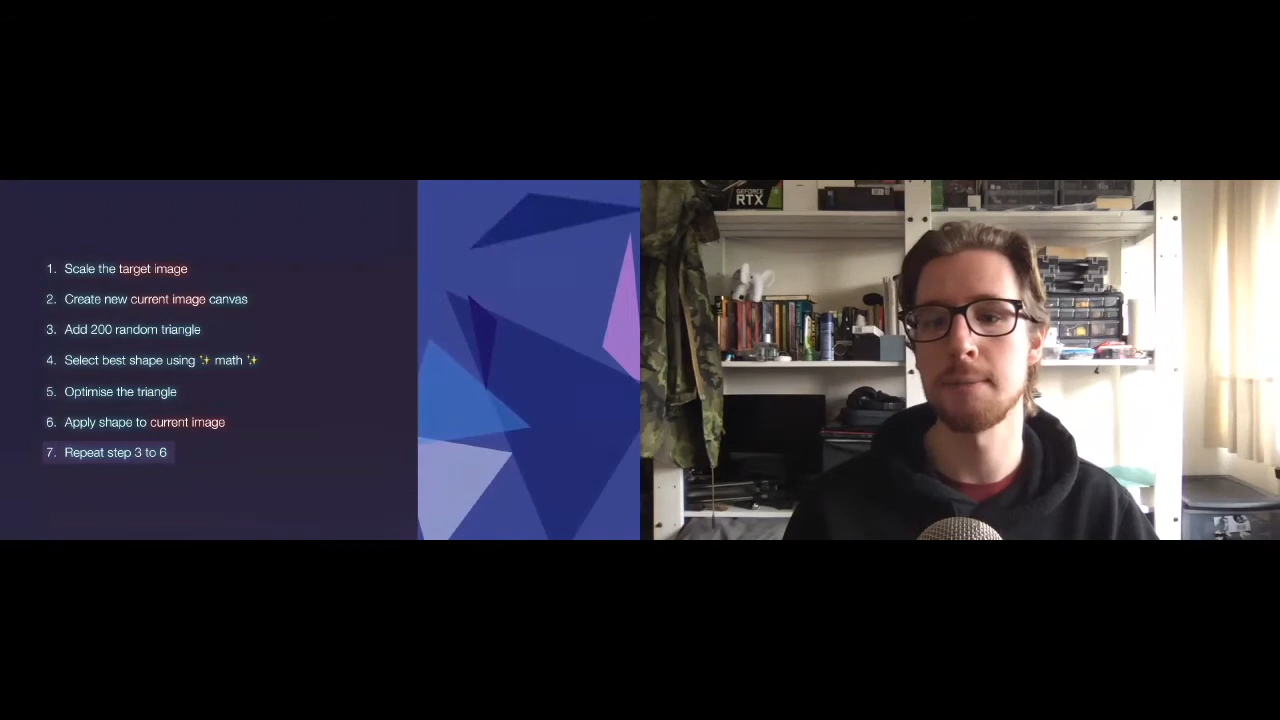 1. Scale the target image
2. Create new current image canvas
3. Add 200 random triangle
4. Select best shape using ✨ math ✨
5. Optimise the triangle
6. Apply shape to current image
7. Repeat step 3 to 6
GEFORCE
RTX